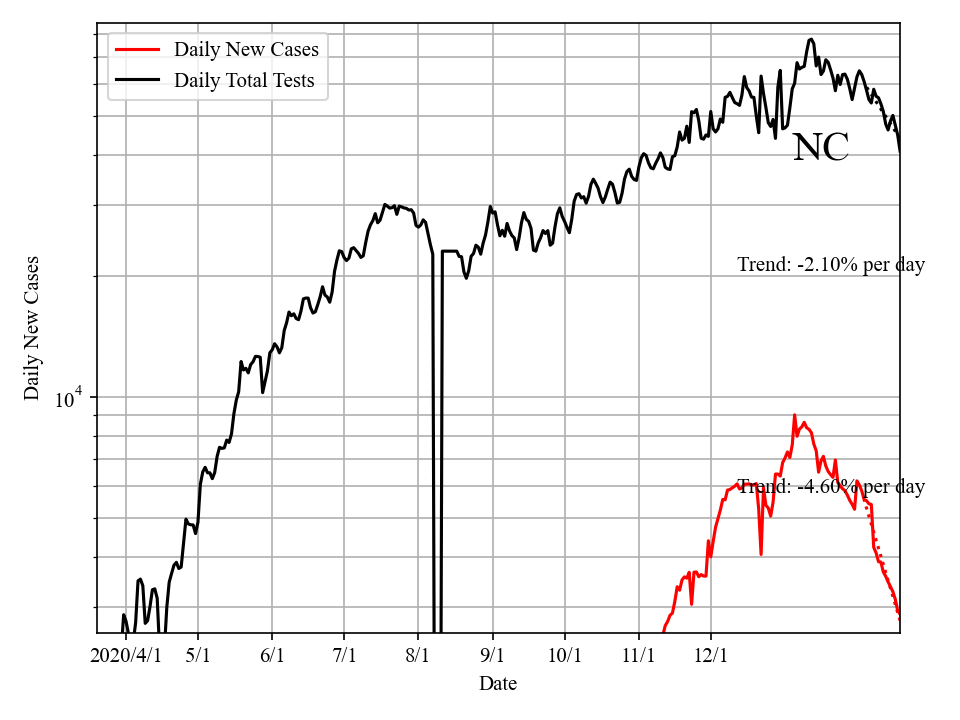 Daily New Cases
Daily Total Tests
NC
Trend: -2.10% per day
Trend: -4.60% per day
Daily New Cases
10^4
2020/4/1 5/1 6/1 7/1 8/1 9/1 10/1 11/1 12/1
Date